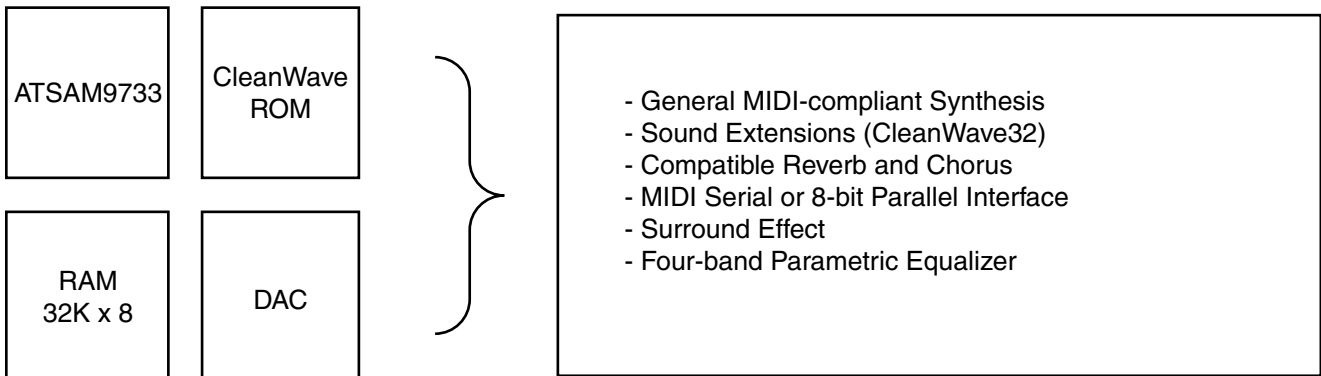 ATSAM9733
CleanWave
ROM
RAM
32K x 8
DAC
- General MIDI-compliant Synthesis
- Sound Extensions (CleanWave32)
- Compatible Reverb and Chorus
- MIDI Serial or 8-bit Parallel Interface
- Surround Effect
- Four-band Parametric Equalizer